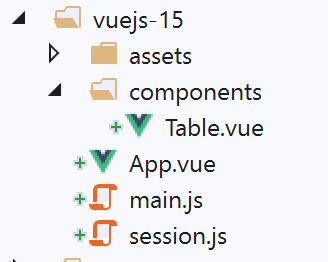 vuejs-15
assets
components
Table.vue
App.vue
main.js
session.js